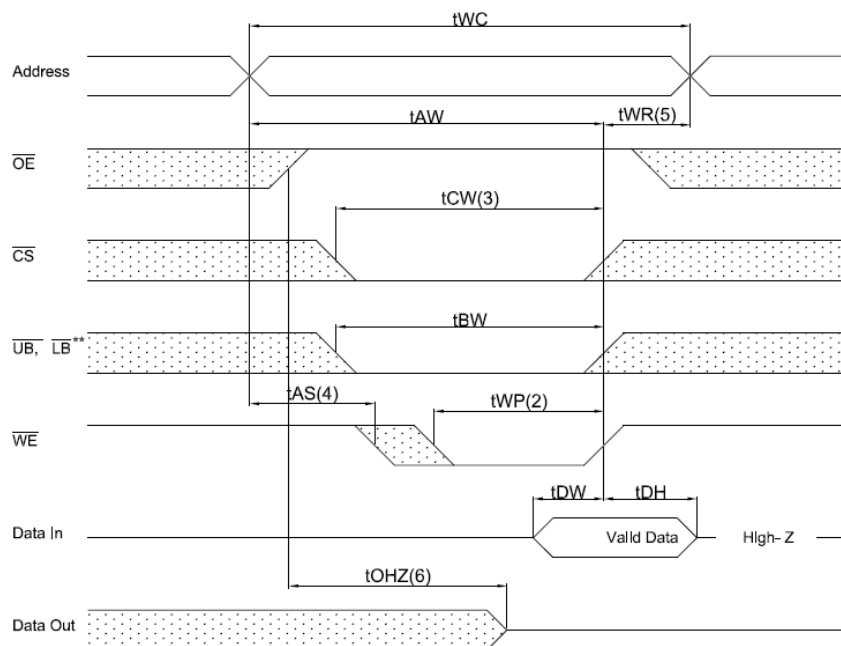 tWC
Address
tAW
tWR(5)
OE
tCW(3)
CS
tBW
UB, LB**
tAS(4)
tWP(2)
WE
tDW
tDH
Data In
Valid Data
High-Z
tOHZ(6)
Data Out